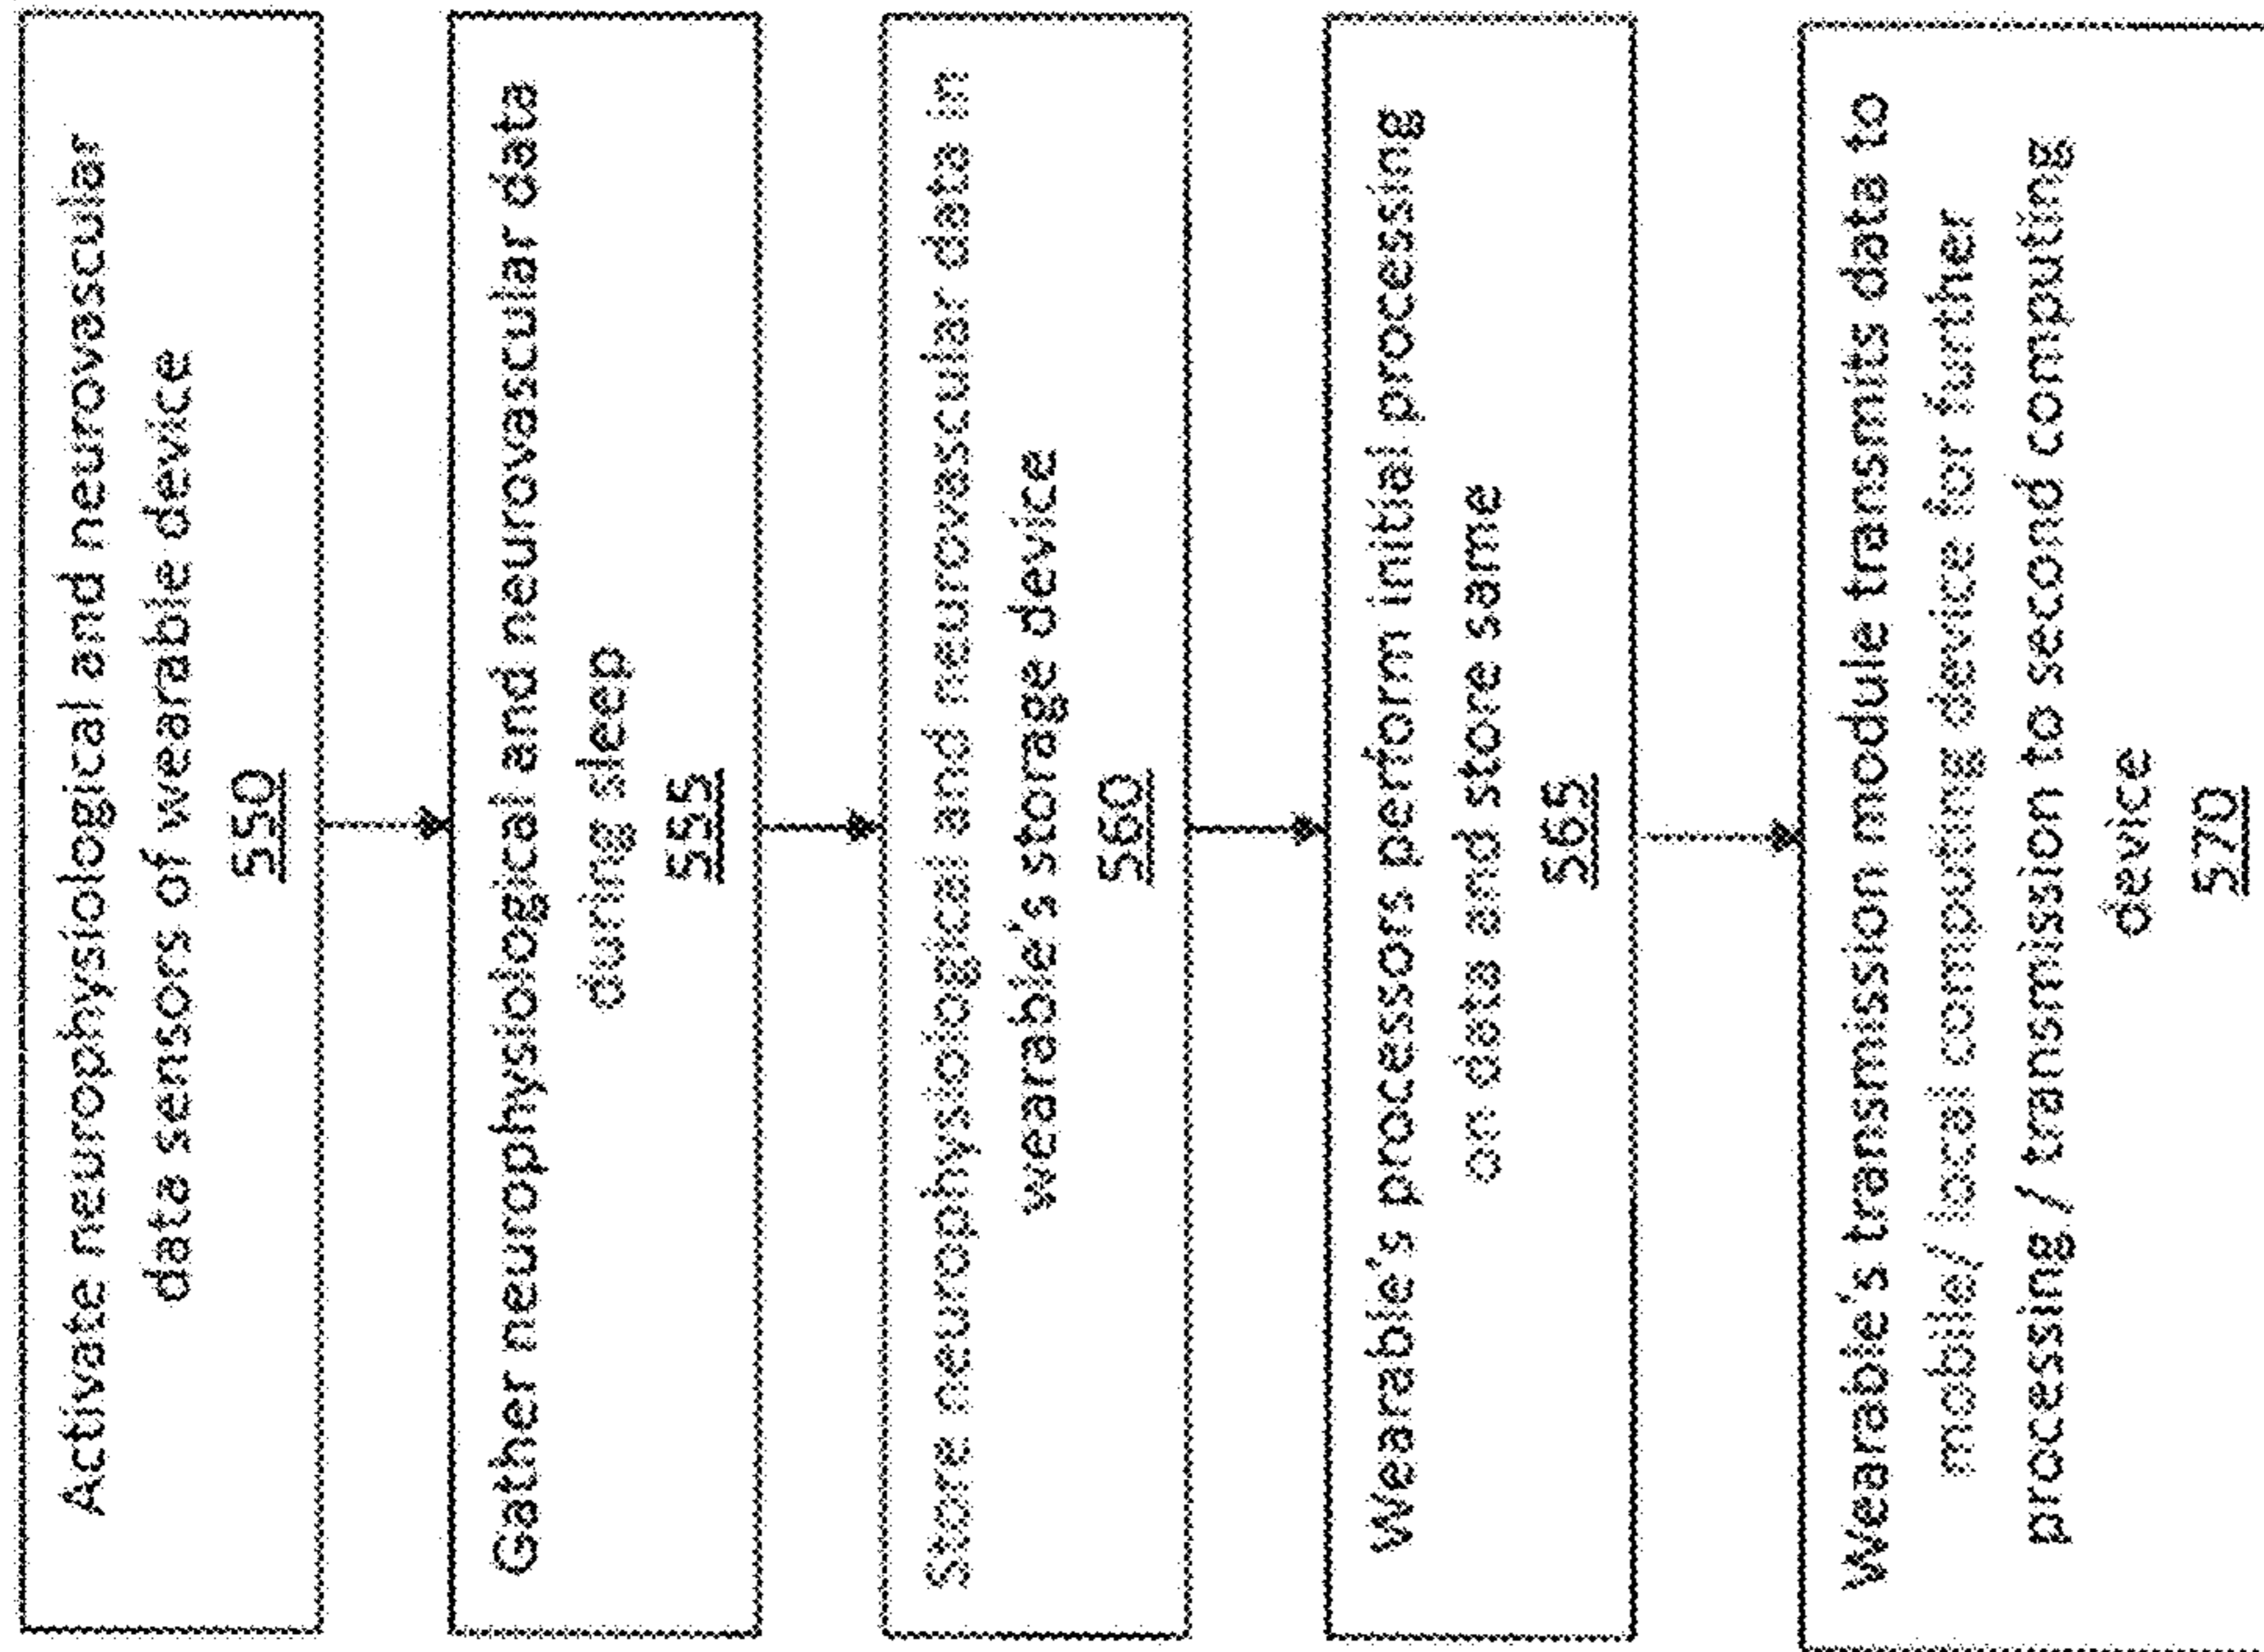 Activate neurophysiological and neurovascular
data sensors of wearable device
550
Gather neurophysiological and neurovascular data
during sleep
555
Store neurophysiological and neurovascular data in
wearable's storage device
560
Wearable's processors perform initial processing
on data and store same
565
Wearable's transmission module transmits data to
mobile/ local computing device for further
processing / transmission to second computing
device
570